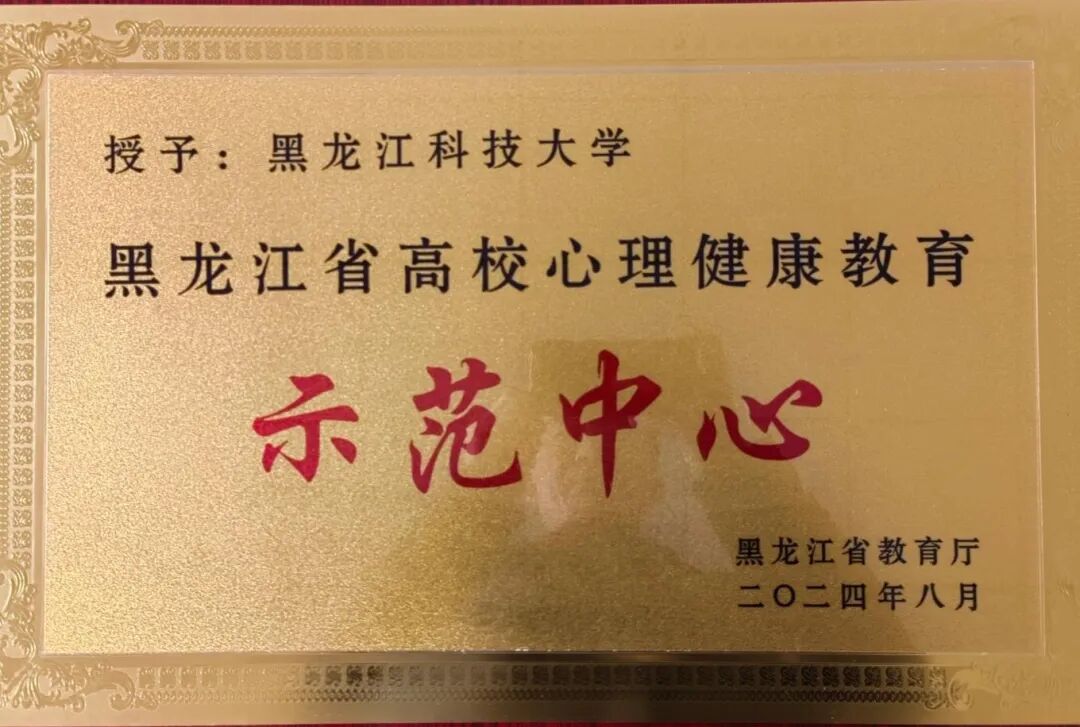 授予：黑龙江科技大学
黑龙江省高校心理健康教育
示范中心
黑龙江省教育厅
二〇二四年八月